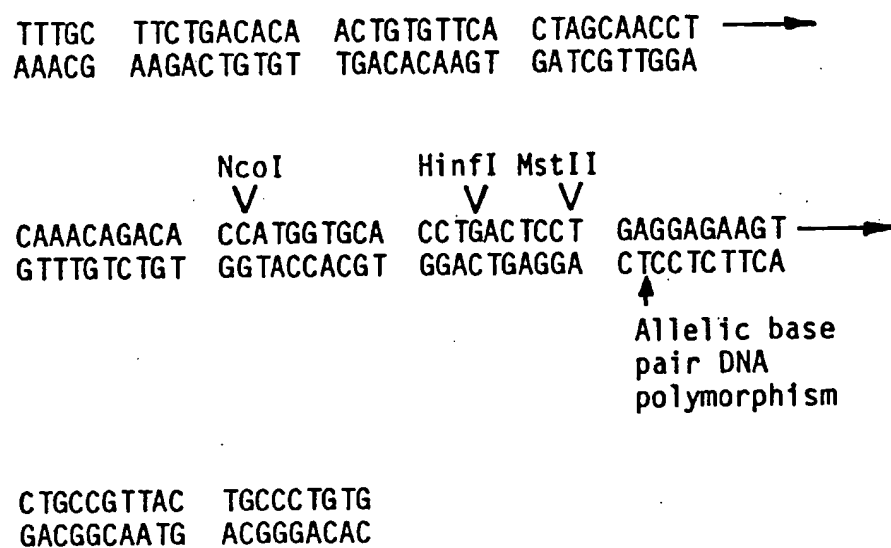 TTTGC TTCTGACACA ACTGTGTTCA CTAGCAACCT
AAACG AAGACTGTGT TGACACAAGT GATCGTTGGA
NcoI HinfI MstII
CAAACAGACA CCATGGTGCA CCTGACTCCT GAGGAGAAGT
GTTTGTCTGT GGTACCACGT GGACTGAGGA CTCCTCTTCA
Allelic base
pair DNA
polymorphism
CTGCCGTTAC TGCCCTGTG
GACGGCAATG ACGGGACAC